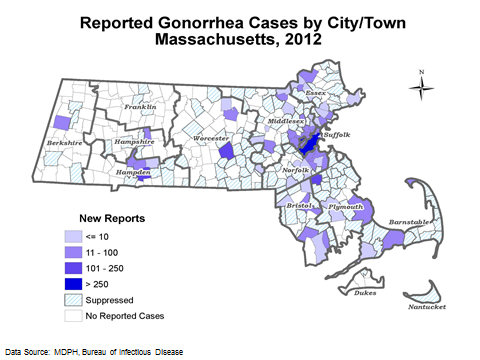 Reported Gonorrhea Cases by City/Town
Massachusetts, 2012
N
Essex
Franklin
Middlesex
Suffolk
Worcester
Berkshire
Hampshire
Hampden
Norfolk
Bristol
Plymouth
Barnstable
Dukes
Nantucket
New Reports
<= 10
11 - 100
101 - 250
> 250
Suppressed
No Reported Cases
Data Source: MDPH, Bureau of Infectious Disease